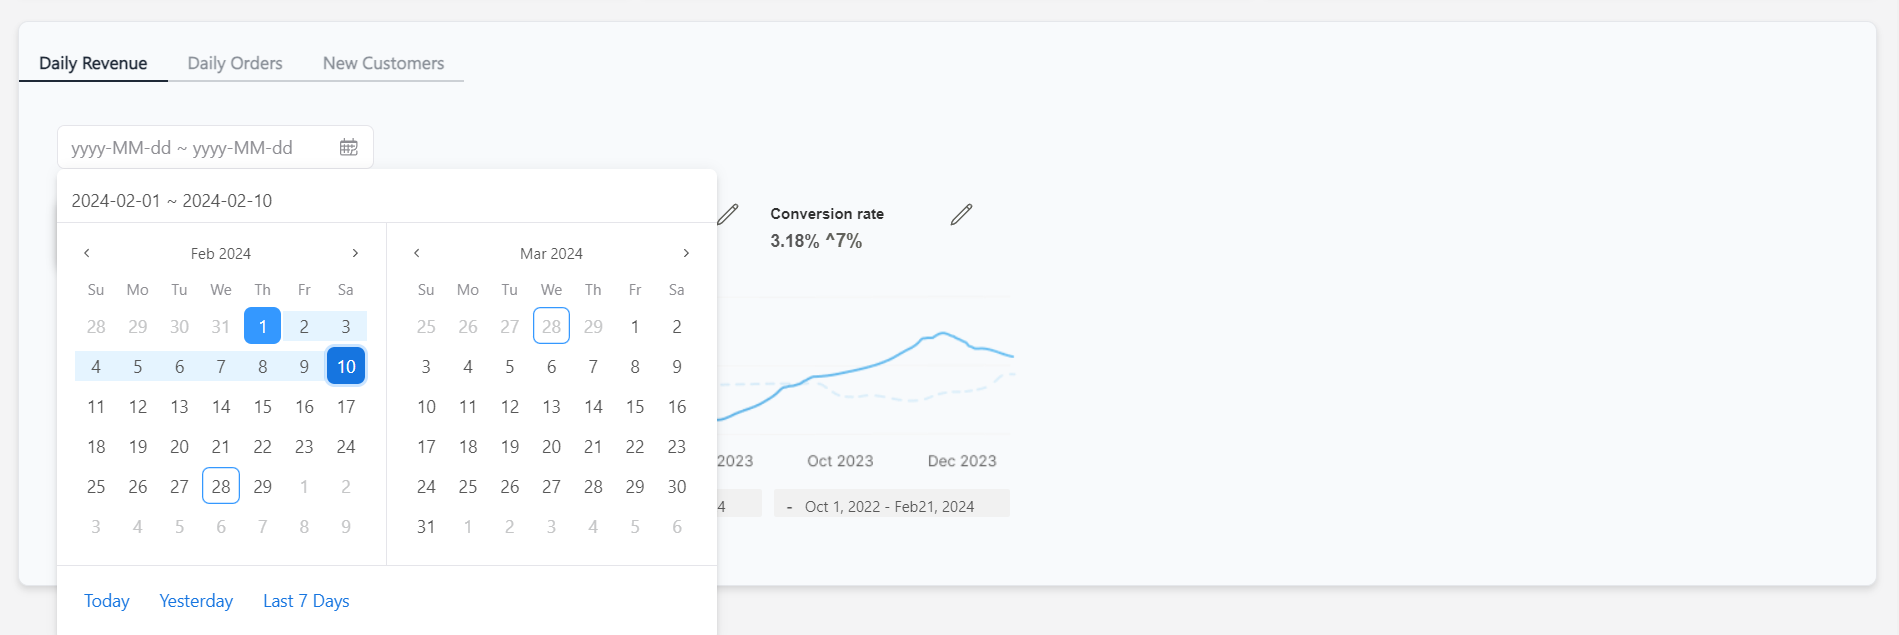 Daily Revenue Daily Orders New Customers
yyyy-MM-dd ~ yyyy-MM-dd
2024-02-01 ~ 2024-02-10
Feb 2024
Su Mo Tu We Th Fr Sa
28 29 30 31 1 2 3
4 5 6 7 8 9 10
11 12 13 14 15 16 17
18 19 20 21 22 23 24
25 26 27 28 29 1 2
3 4 5 6 7 8 9
Mar 2024
Su Mo Tu We Th Fr Sa
25 26 27 28 29 1 2
3 4 5 6 7 8 9
10 11 12 13 14 15 16
17 18 19 20 21 22 23
24 25 26 27 28 29 30
31 1 2 3 4 5 6
Today Yesterday Last 7 Days
Conversion rate
3.18% ^7%
2023 Oct 2023 Dec 2023
4
- Oct 1, 2022 - Feb21, 2024